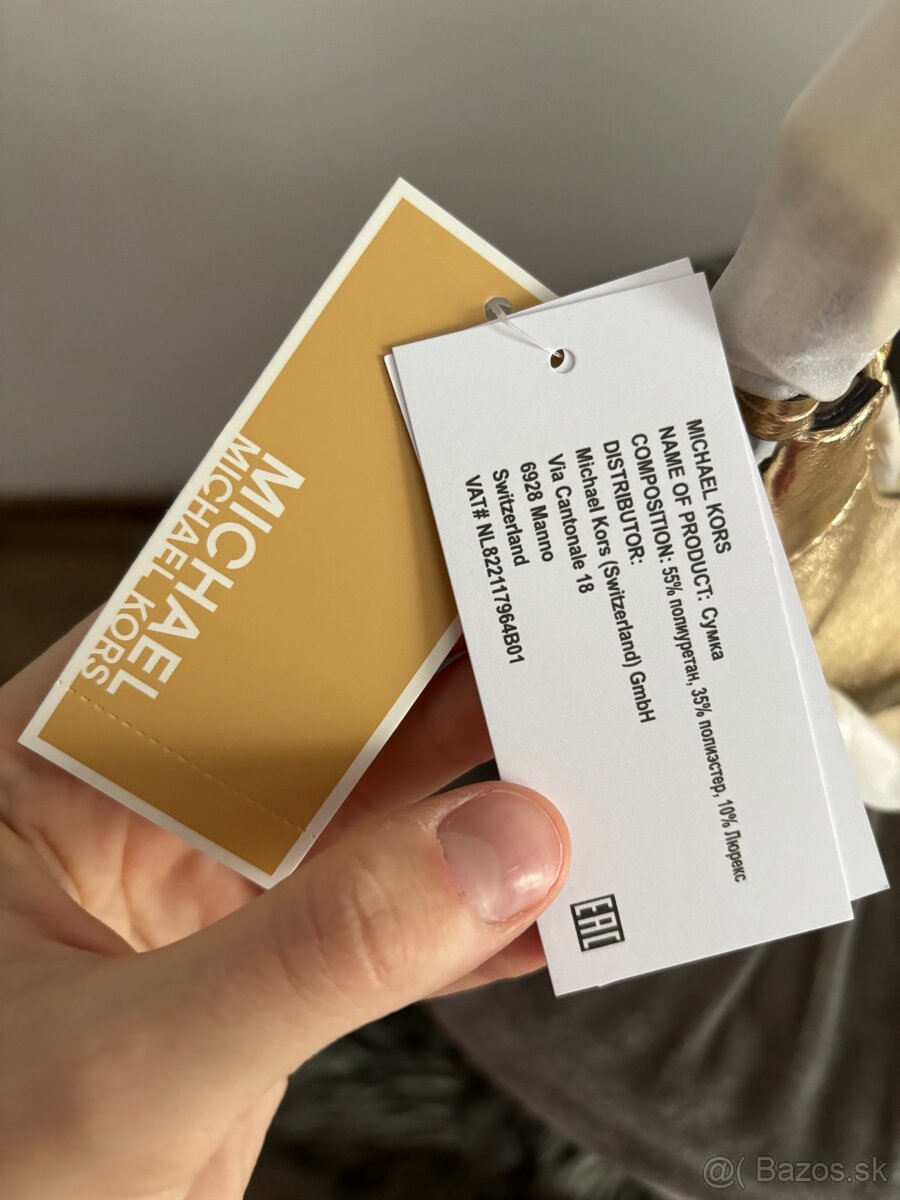 MICHAEL
MICHAEL KORS
MICHAEL KORS
NAME OF PRODUCT: Сумка
COMPOSITION: 55% полиуретан, 35% полиэстер, 10% Люрекс
DISTRIBUTOR:
Michael Kors (Switzerland) GmbH
Via Cantonale 18
6928 Manno
Switzerland
VAT# NL822117964B01
EAC
@( Bazos.sk